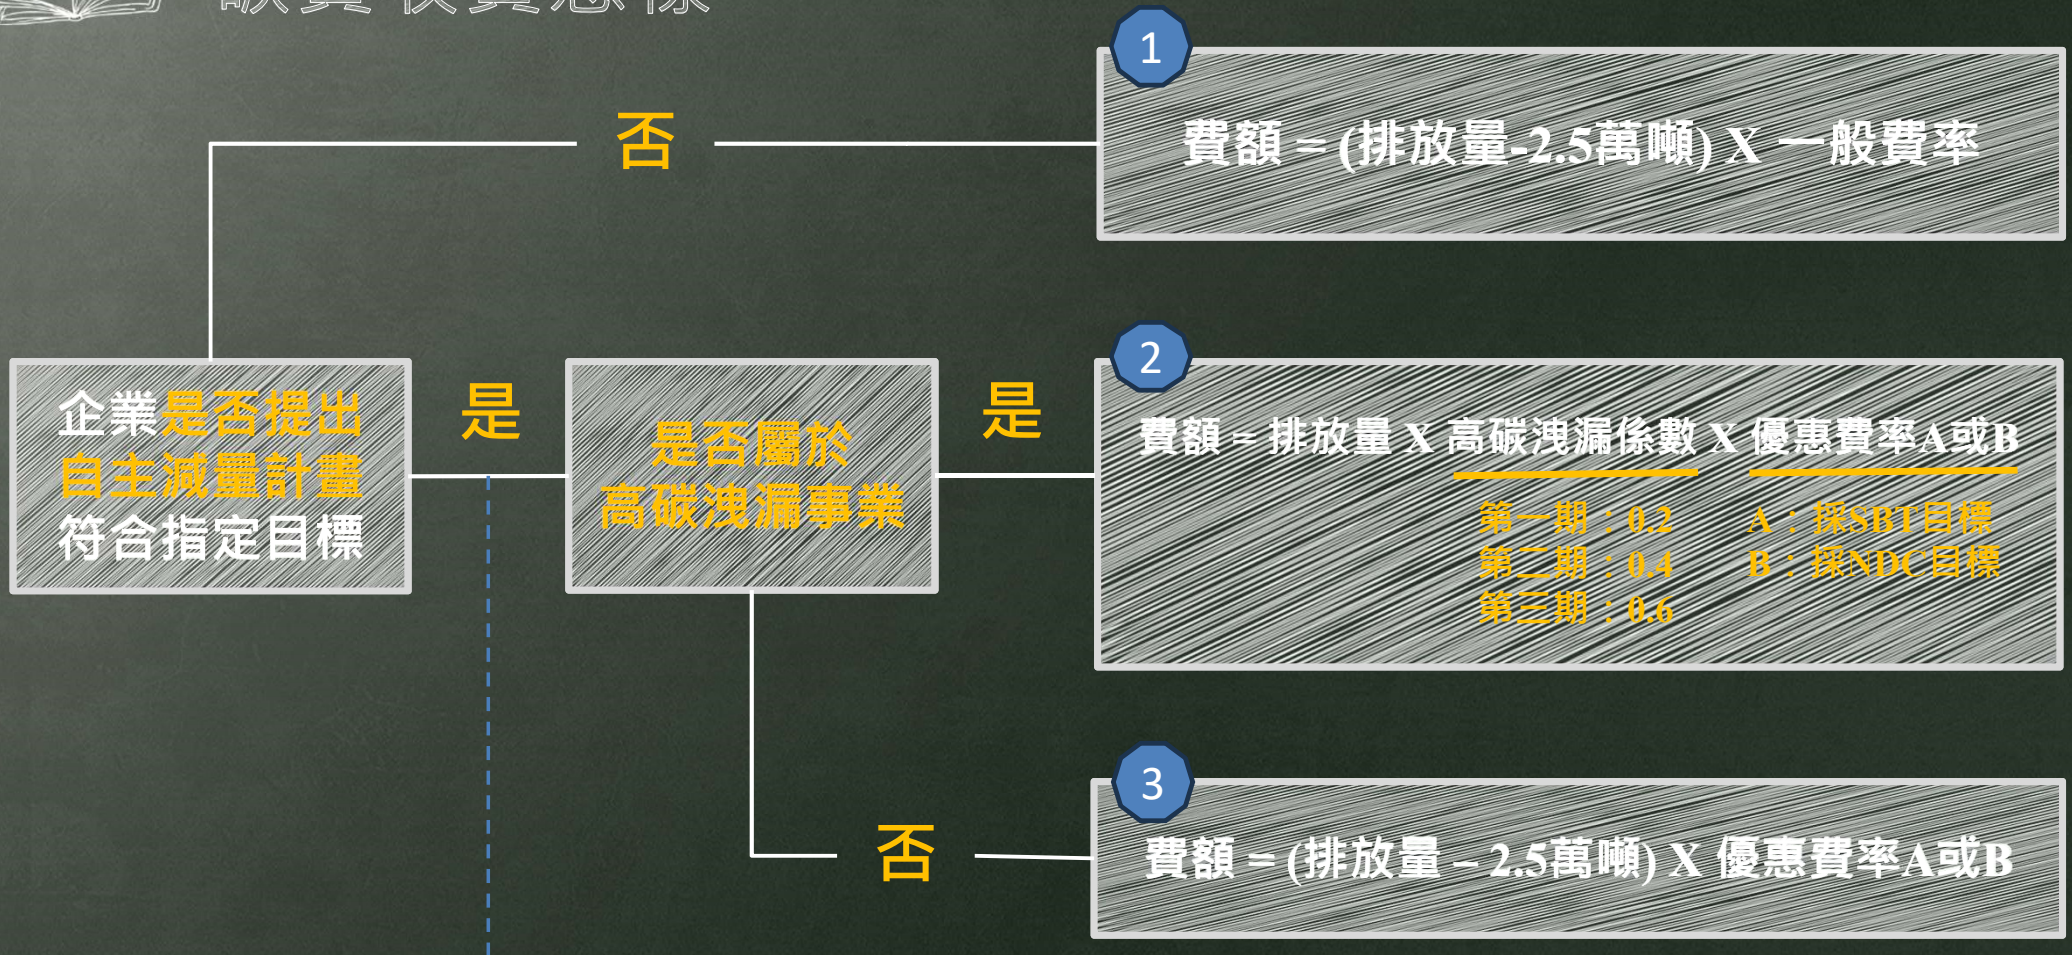 1
否
費額 = (排放量-2.5萬噸) X 一般費率
2
企業是否提出
自主減量計畫
符合指定目標
是
是否屬於
高碳洩漏事業
是
費額 = 排放量 X 高碳洩漏係數 X 優惠費率A或B
第一期：0.2
第二期：0.4
第三期：0.6
A：採SBT目標
B：採NDC目標
3
否
費額 = (排放量 – 2.5萬噸) X 優惠費率A或B